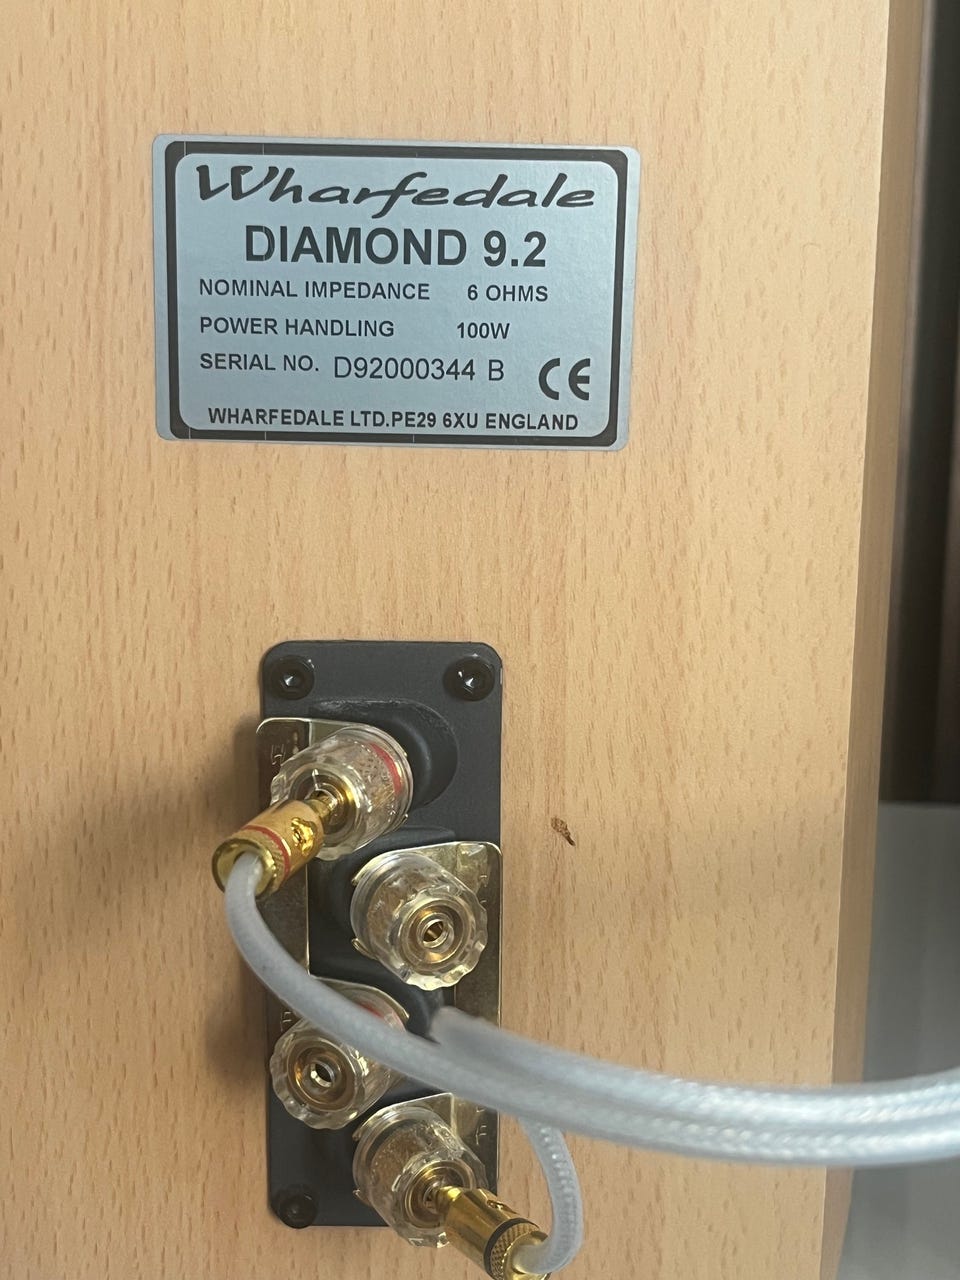 Wharfedale
DIAMOND 9.2
NOMINAL IMPEDANCE 6 OHMS
POWER HANDLING 100W
SERIAL NO. D92000344 B
CE
WHARFEDALE LTD.PE29 6XU ENGLAND